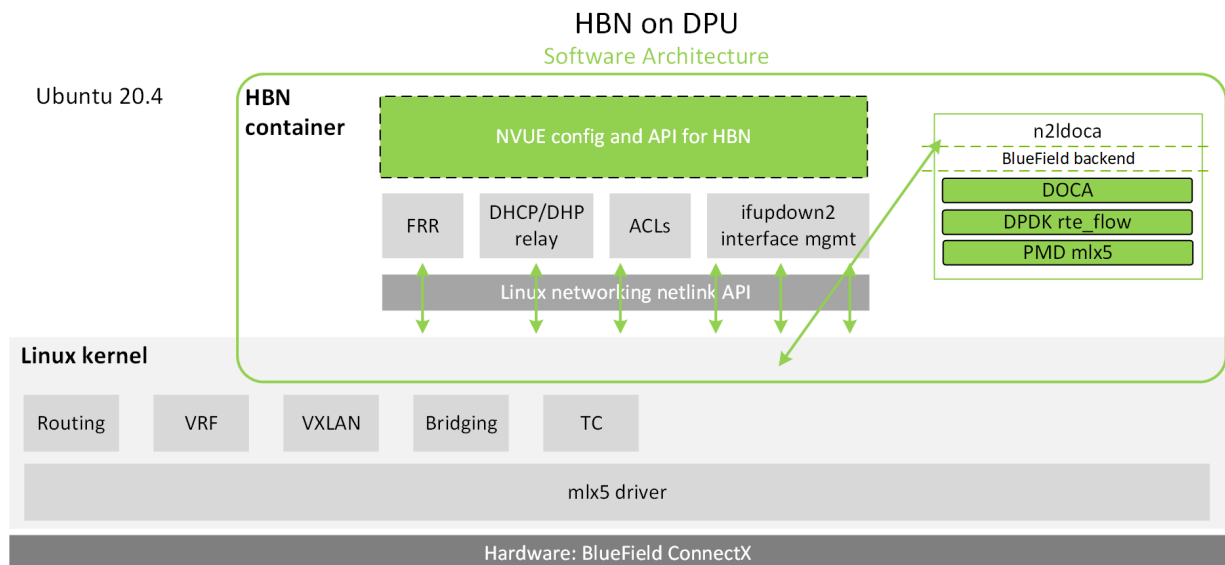 HBN on DPU
Software Architecture
Ubuntu 20.4
HBN
container
NVUE config and API for HBN
n2ldoca
BlueField backend
DOCA
DPDK rte_flow
PMD mlx5
FRR
DHCP/DHP
relay
ACLs
ifupdown2
interface mgmt
Linux networking netlink API
Linux kernel
Routing
VRF
VXLAN
Bridging
TC
mlx5 driver
Hardware: BlueField ConnectX